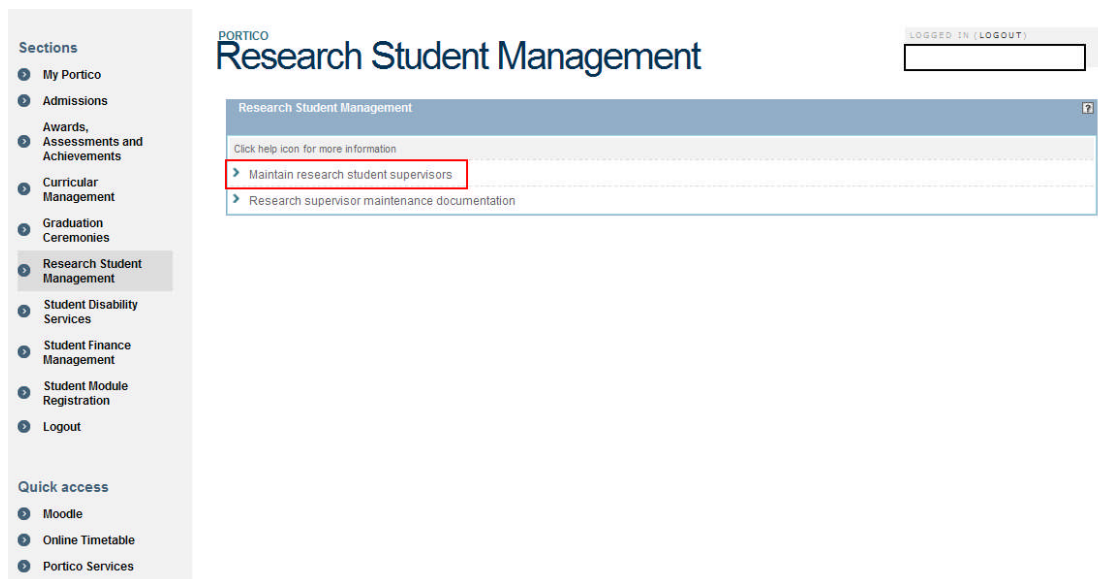 Sections
My Portico
Admissions
Awards,
Assessments and
Achievements
Curricular
Management
Graduation
Ceremonies
Research Student
Management
Student Disability
Services
Student Finance
Management
Student Module
Registration
Logout
Quick access
Moodle
Online Timetable
Portico Services
PORTICO
Research Student Management
LOGGED IN (LOGOUT)
Research Student Management
?
Click help icon for more information
Maintain research student supervisors
Research supervisor maintenance documentation